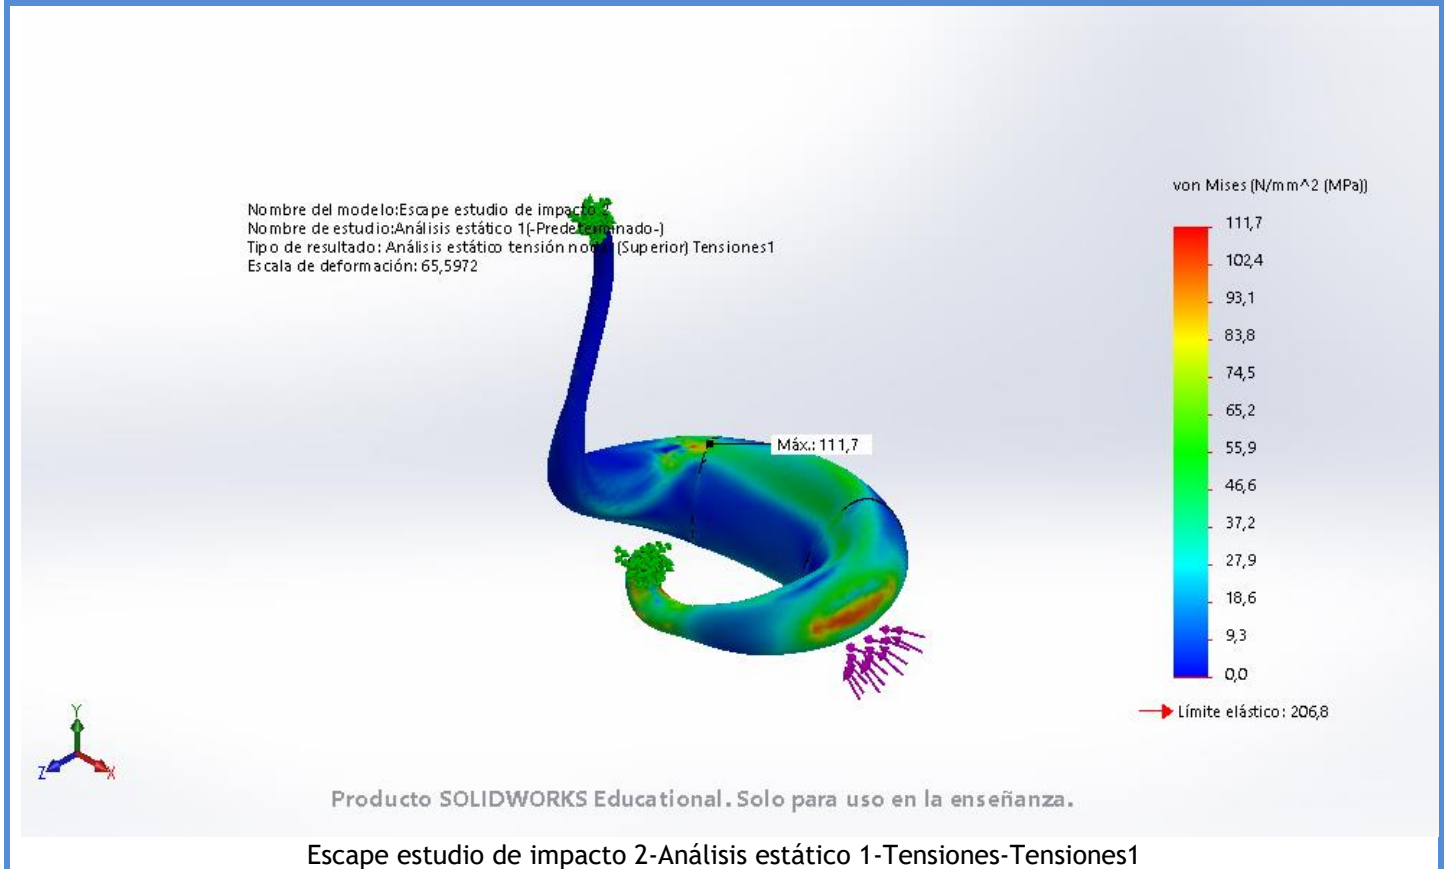 Nombre del modelo:Escape estudio de impacto 2
Nombre de estudio:Análisis estático 1(-Predeterminado-)
Tipo de resultado: Análisis estático tensión nodal (Superior) Tensiones1
Escala de deformación: 65,5972
von Mises (N/mm^2 (MPa))
111,7
102,4
93,1
83,8
74,5
65,2
55,9
46,6
37,2
27,9
18,6
9,3
0,0
Límite elástico: 206,8
Máx.: 111,7
Y
Z
X
Producto SOLIDWORKS Educational. Solo para uso en la enseñanza.
Escape estudio de impacto 2-Análisis estático 1-Tensiones-Tensiones1